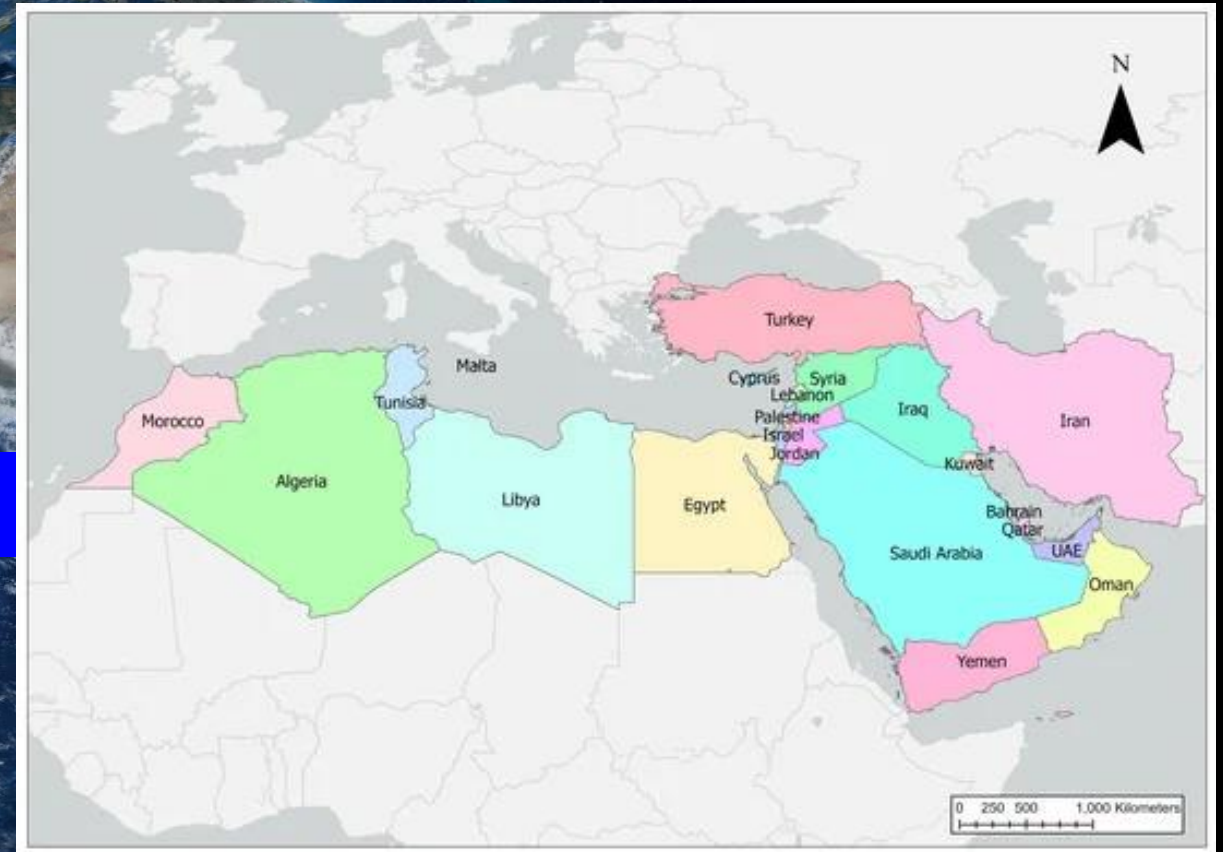 N
Turkey
Malta
Cyprus
Syria
Lebanon
Morocco
Tunisia
Palestine
Iraq
Iran
Israel
Jordan
Algeria
Kuwait
Libya
Egypt
Bahrain
Qatar
Saudi Arabia
UAE
Oman
Yemen
0 250 500 1,000 Kilometers